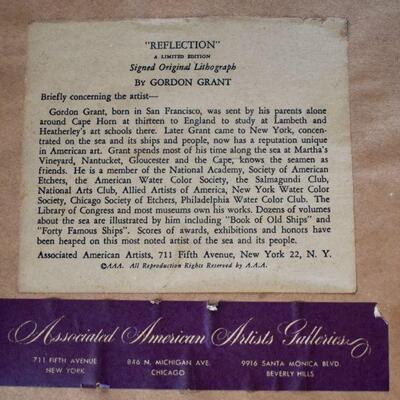 "REFLECTION"
A LIMITED EDITION
Signed Original Lithograph
By GORDON GRANT
Briefly concerning the artist—
Gordon Grant, born in San Francisco, was sent by his parents alone
around Cape Horn at thirteen to England to study at Lambeth and
Heatherley's art schools there. Later Grant came to New York, concen-
trated on the sea and its ships and people, now has a reputation unique
in American art. Grant spends most of his time along the sea at Martha's
Vineyard, Nantucket, Gloucester and the Cape, knows the seamen as
friends. He is a member of the National Academy, Society of American
Etchers, the American Water Color Society, the Salmagundi Club,
National Arts Club, Allied Artists of America, New York Water Color
Society, Chicago Society of Etchers, Philadelphia Water Color Club. The
Library of Congress and most museums own his works. Dozens of volumes
about the sea are illustrated by him including "Book of Old Ships" and
"Forty Famous Ships". Scores of awards, exhibitions and honors have
been heaped on this most noted artist of the sea and its people.
Associated American Artists, 711 Fifth Avenue, New York 22, N. Y.
©AAA. All Reproduction Rights Reserved by A.A.A.
Associated American Artists Galleries
711 FIFTH AVENUE 846 N. MICHIGAN AVE. 9916 SANTA MONICA BLVD.
NEW YORK CHICAGO BEVERLY HILLS